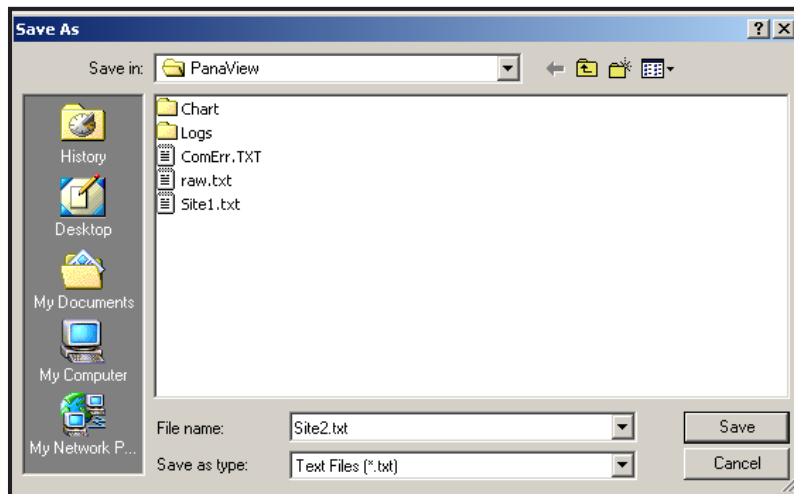 Save As
Save in: PanaView
History
Desktop
My Documents
My Computer
My Network P...
Chart
Logs
ComErr.TXT
raw.txt
Site1.txt
File name: Site2.txt Save
Save as type: Text Files (*.txt) Cancel